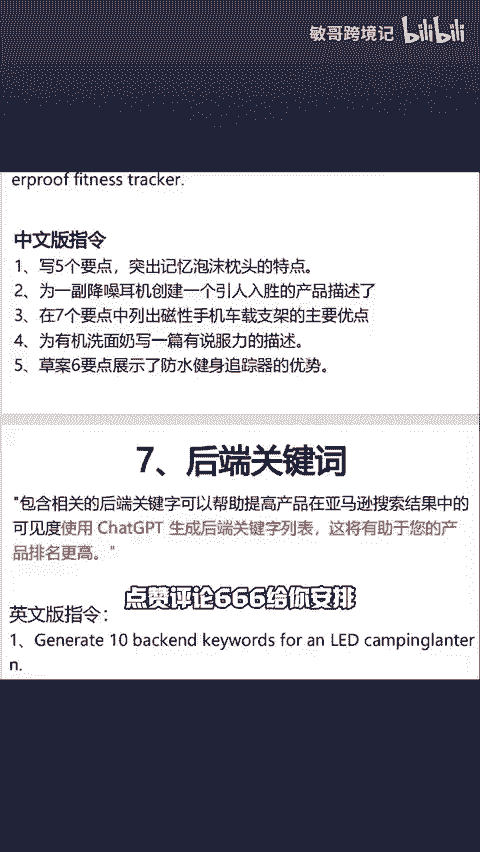 敏哥跨境记 bilibili
erproof fitness tracker.
中文版指令
1、写5个要点，突出记忆泡沫枕头的特点。
2、为一副降噪耳机创建一个引人入胜的产品描述了
3、在7个要点中列出磁性手机车载支架的主要优点
4、为有机洗面奶写一篇有说服力的描述。
5、草案6要点展示了防水健身追踪器的优势。
7、后端关键词
"包含相关的后端关键字可以帮助提高产品在亚马逊搜索结果中的
可见度使用 ChatGPT 生成后端关键字列表，这将有助于您的产
品排名更高。"
点赞评论666给你安排
英文版指令：
1、Generate 10 backend keywords for an LED campinglanter
n.